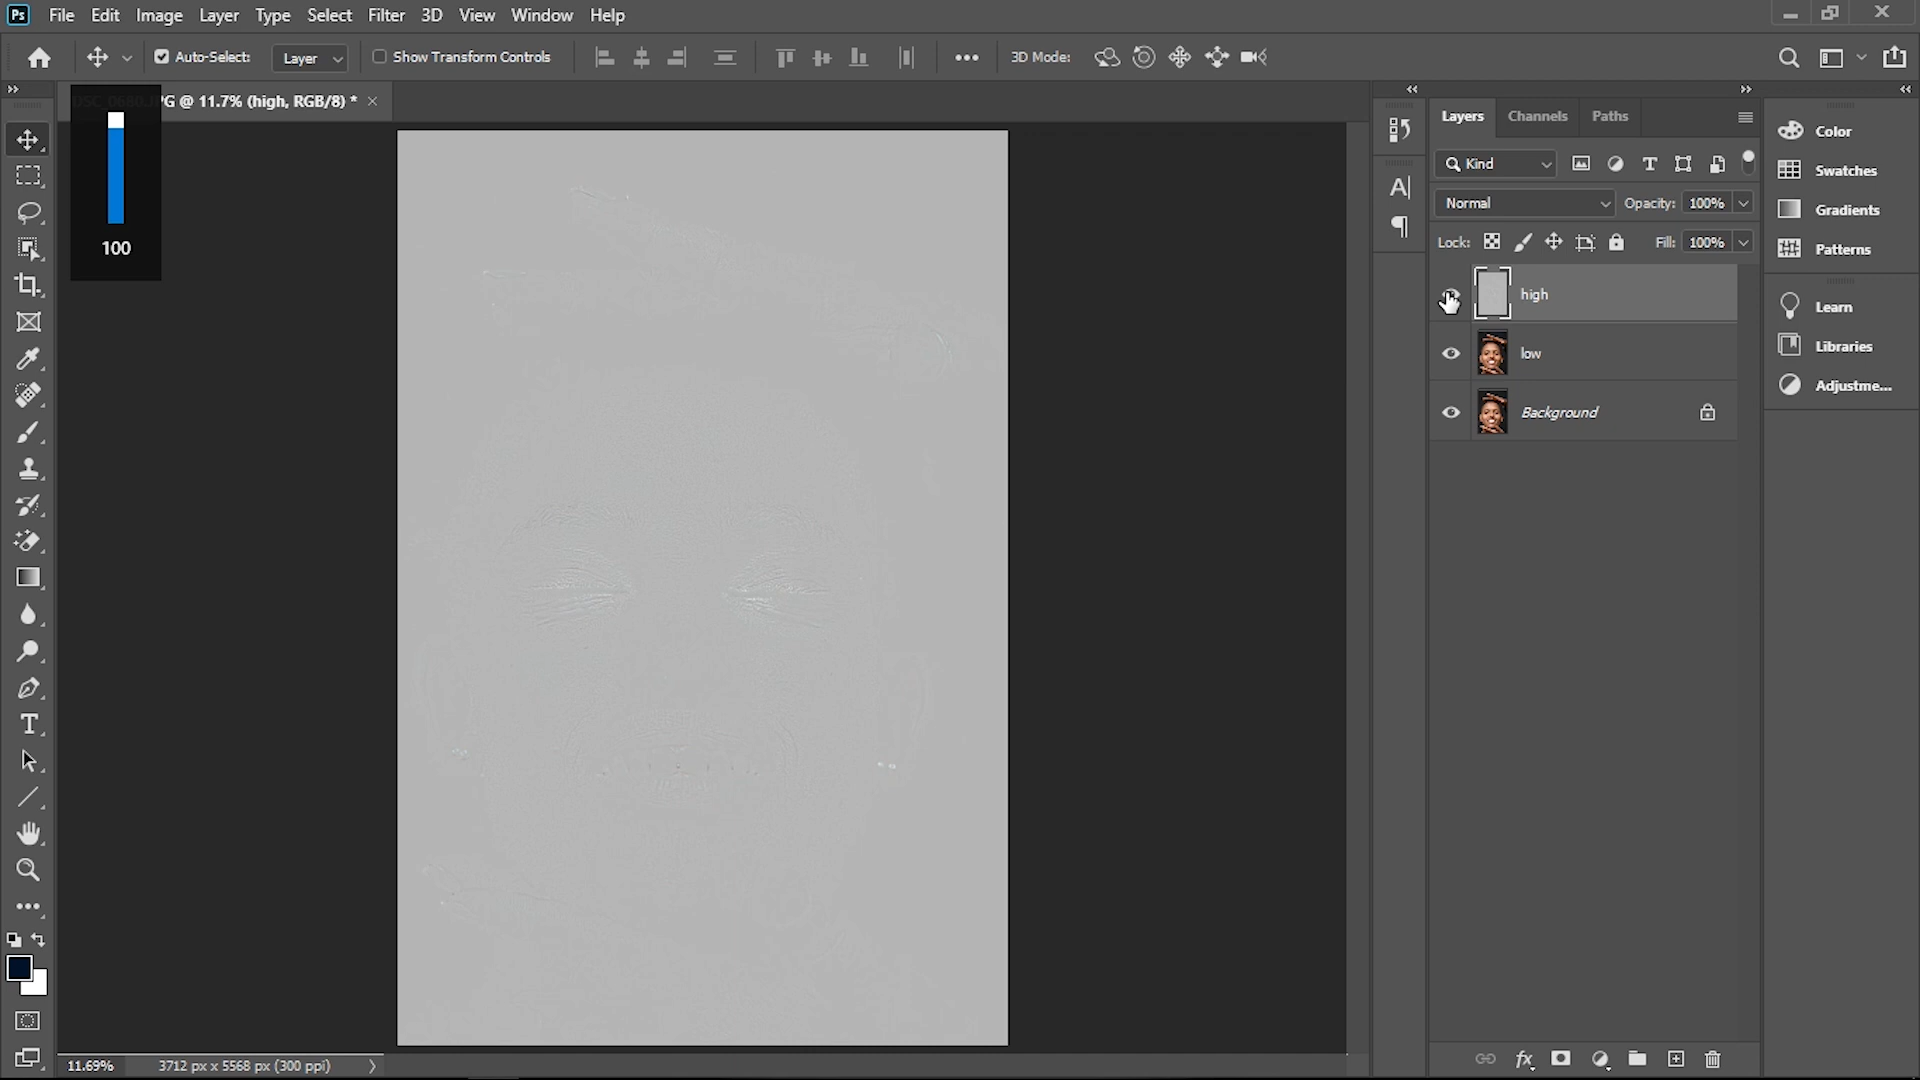 Ps File Edit Image Layer Type Select Filter 3D View Window Help
Auto-Select: Layer Show Transform Controls 3D Mode:
DSC_0680.JPG @ 11.7% (high, RGB/8) *
100
Layers Channels Paths
Kind
Normal Opacity: 100%
Lock: Fill: 100%
high
low
Background
Color
Swatches
Gradients
Patterns
Learn
Libraries
Adjustme...
11.69% 3712 px x 5568 px (300 ppi)